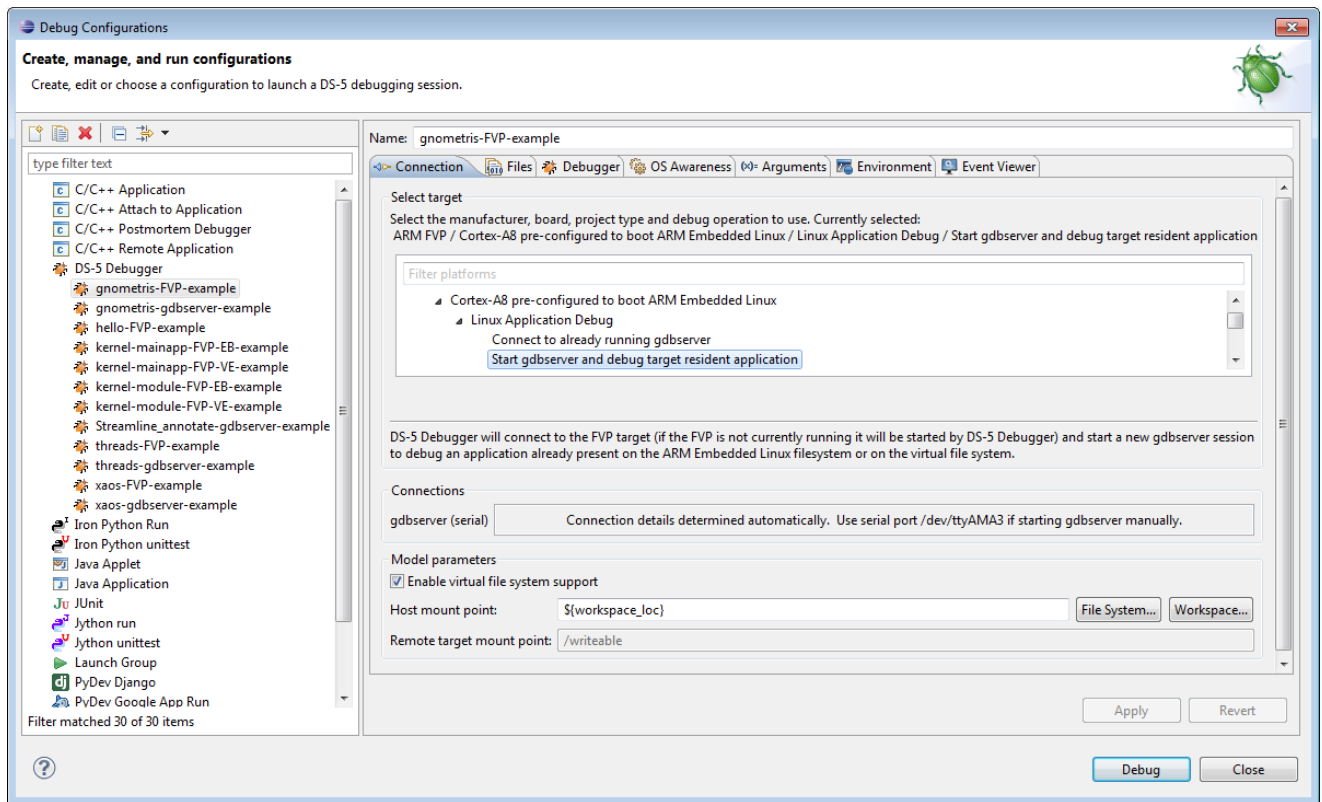 Debug Configurations
Create, manage, and run configurations
Create, edit or choose a configuration to launch a DS-5 debugging session.
type filter text
C/C++ Application
C/C++ Attach to Application
C/C++ Postmortem Debugger
C/C++ Remote Application
DS-5 Debugger
gnometris-FVP-example
gnometris-gdbserver-example
hello-FVP-example
kernel-mainapp-FVP-EB-example
kernel-mainapp-FVP-VE-example
kernel-module-FVP-EB-example
kernel-module-FVP-VE-example
Streamline_annotate-gdbserver-example
threads-FVP-example
threads-gdbserver-example
xaos-FVP-example
xaos-gdbserver-example
Iron Python Run
Iron Python unittest
Java Applet
Java Application
JUnit
Jython run
Jython unittest
Launch Group
PyDev Django
PyDev Google App Run
Filter matched 30 of 30 items
Name: gnometris-FVP-example
Connection Files Debugger OS Awareness (x)= Arguments Environment Event Viewer
Select target
Select the manufacturer, board, project type and debug operation to use. Currently selected:
ARM FVP / Cortex-A8 pre-configured to boot ARM Embedded Linux / Linux Application Debug / Start gdbserver and debug target resident application
Filter platforms
Cortex-A8 pre-configured to boot ARM Embedded Linux
Linux Application Debug
Connect to already running gdbserver
Start gdbserver and debug target resident application
DS-5 Debugger will connect to the FVP target (if the FVP is not currently running it will be started by DS-5 Debugger) and start a new gdbserver session
to debug an application already present on the ARM Embedded Linux filesystem or on the virtual file system.
Connections
gdbserver (serial) Connection details determined automatically. Use serial port /dev/ttyAMA3 if starting gdbserver manually.
Model parameters
Enable virtual file system support
Host mount point: ${workspace_loc} File System... Workspace...
Remote target mount point: /writeable
Apply Revert
? Debug Close